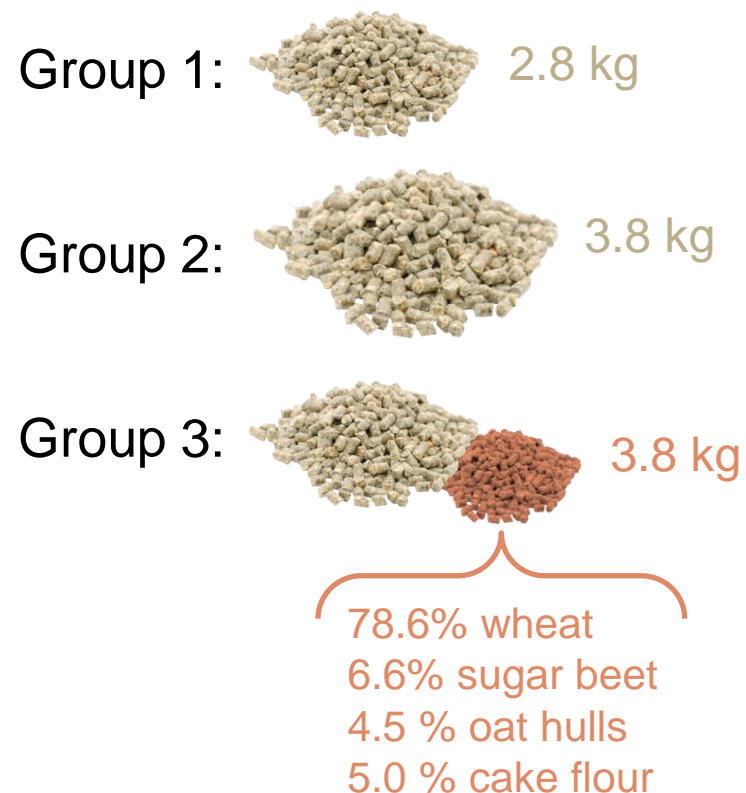 Group 1:
2.8 kg
Group 2:
3.8 kg
Group 3:
3.8 kg
78.6% wheat
6.6% sugar beet
4.5 % oat hulls
5.0 % cake flour